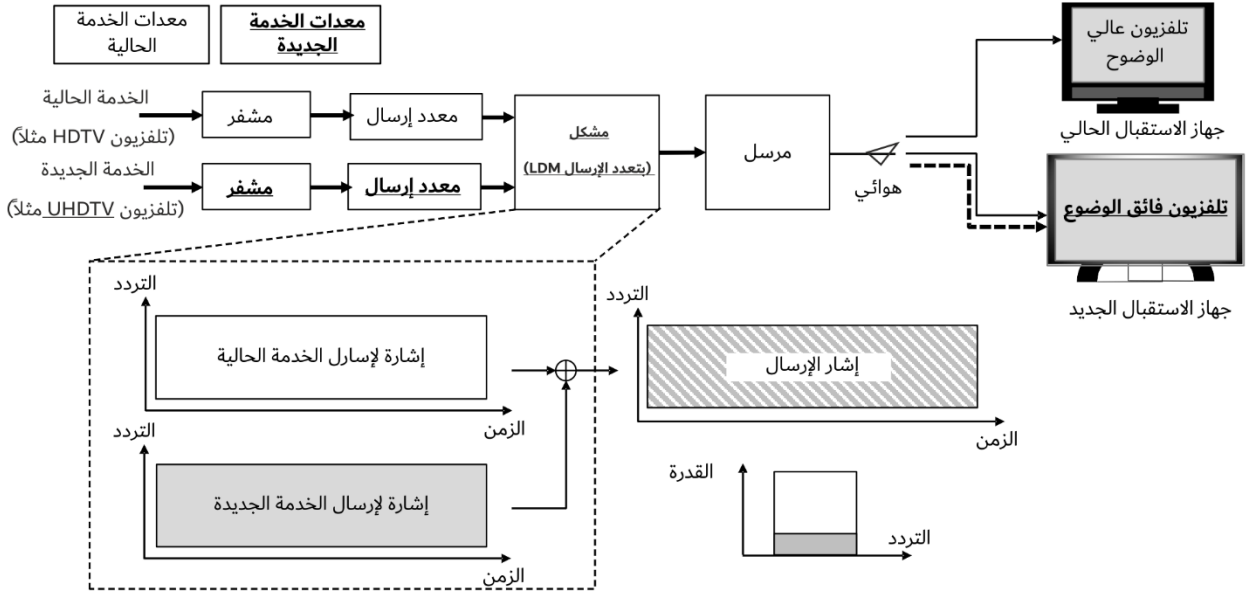 معدات الخدمة
الحالية
معدات الخدمة
الجديدة
تلفزيون عالي
الوضوح
جهاز الاستقبال الحالي
الخدمة الحالية
(تلفزيون HDTV مثلاً)
مشفر
معدد إرسال
مشكل
(بتعدد الإرسال LDM)
مرسل
هوائي
الخدمة الجديدة
(تلفزيون UHDTV مثلاً)
مشفر
معدد إرسال
تلفزيون فائق الوضوع
جهاز الاستقبال الجديد
التردد
إشارة لإسارل الخدمة الحالية
الزمن
التردد
إشار الإرسال
الزمن
التردد
إشارة لإرسال الخدمة الجديدة
الزمن
القدرة
التردد